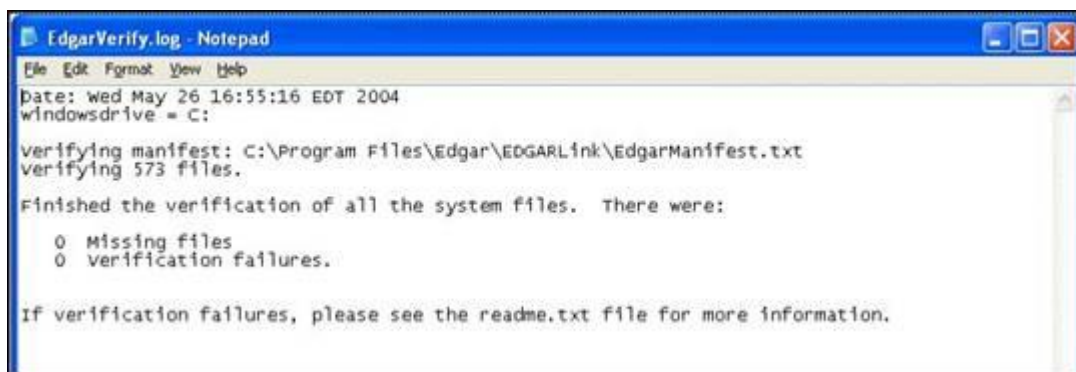 EdgarVerify.log - Notepad
File Edit Format View Help
Date: Wed May 26 16:55:16 EDT 2004
windowsdrive = C:
Verifying manifest: C:\Program Files\Edgar\EDGARLink\EdgarManifest.txt
Verifying 573 files.
Finished the verification of all the system files.  There were:
0  Missing files
0  Verification failures.
If verification failures, please see the readme.txt file for more information.